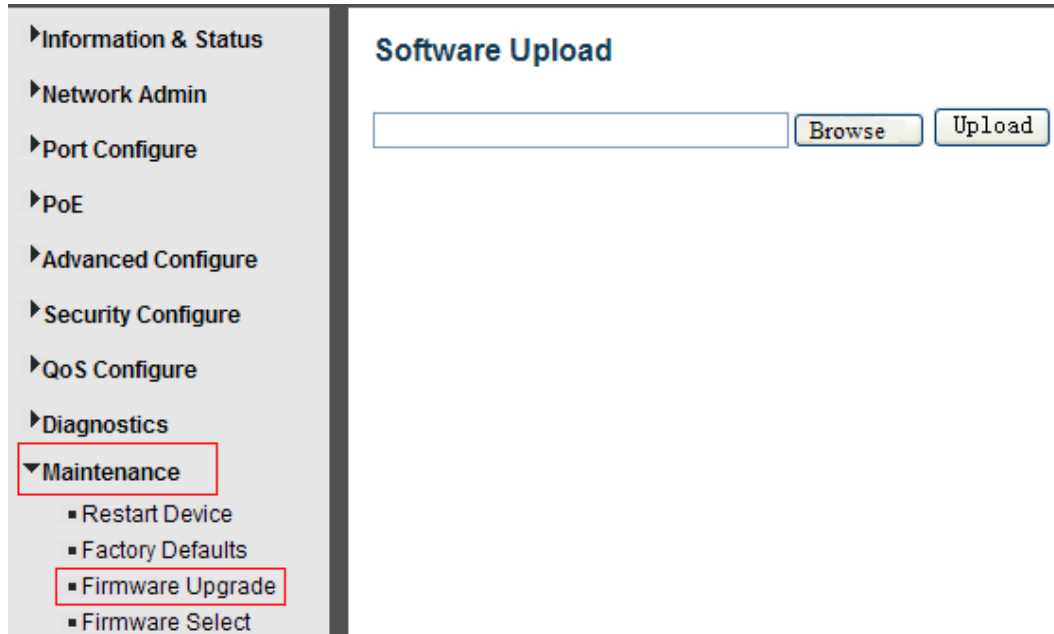 Information & Status
Network Admin
Port Configure
PoE
Advanced Configure
Security Configure
QoS Configure
Diagnostics
Maintenance
Restart Device
Factory Defaults
Firmware Upgrade
Firmware Select
Software Upload
Browse
Upload